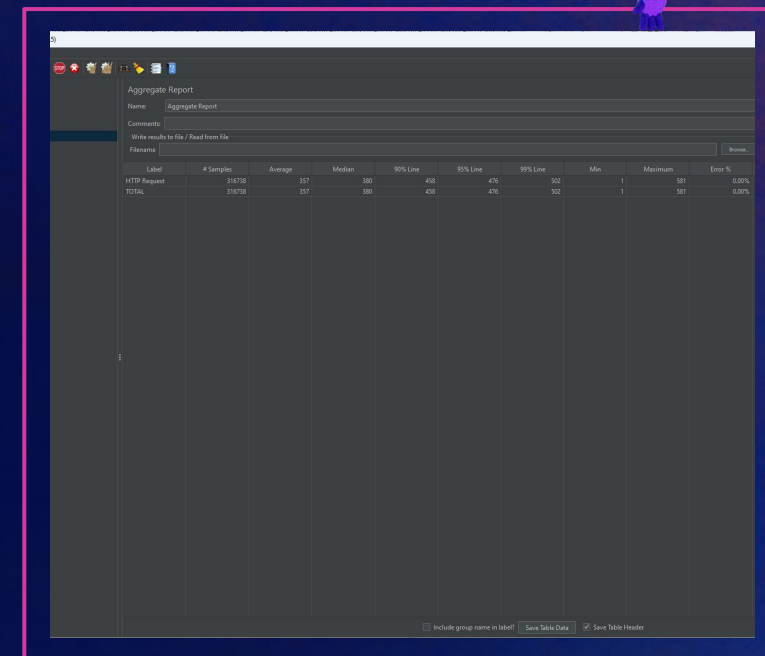 5)
STOP
Aggregate Report
Name: Aggregate Report
Comments:
Write results to file / Read from file
Filename Browse...
Label # Samples Average Median 90% Line 95% Line 99% Line Min Maximum Error %
HTTP Request 316738 357 380 458 476 502 1 581 0.00%
TOTAL 316738 357 380 458 476 502 1 581 0.00%
Include group name in label? Save Table Data Save Table Header